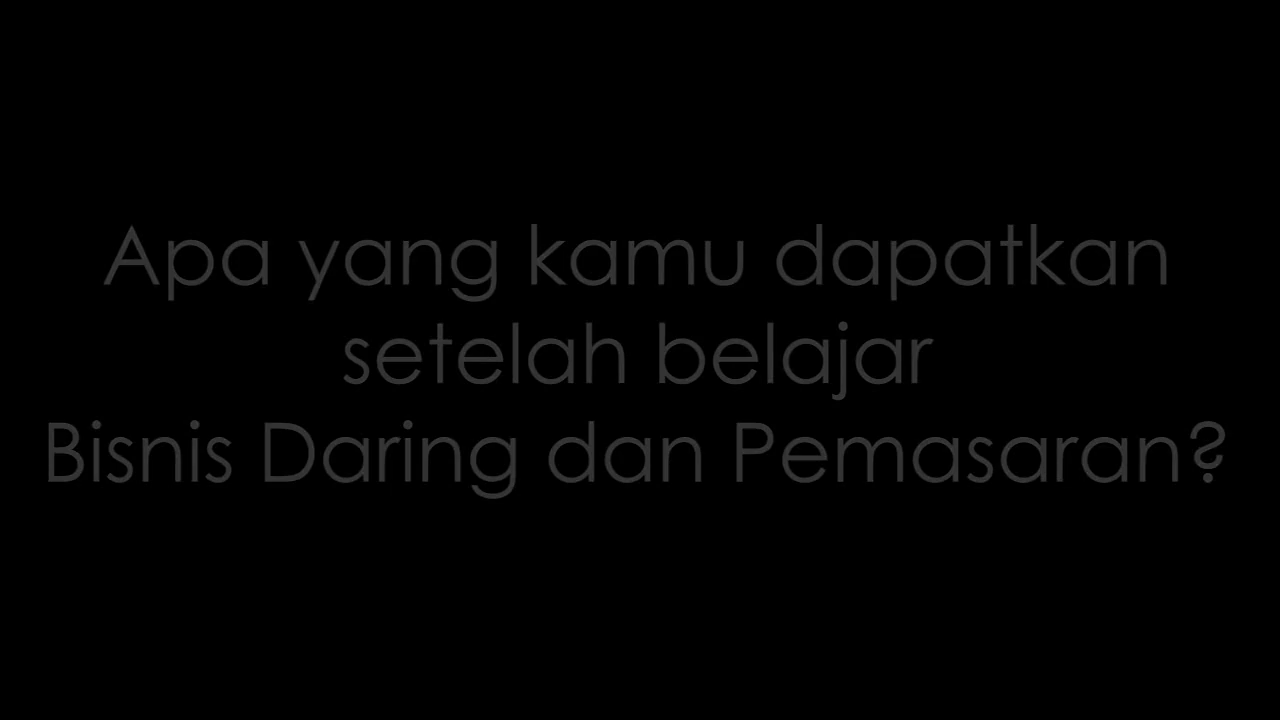 Apa yang kamu dapatkan
setelah belajar
Bisnis Daring dan Pemasaran?